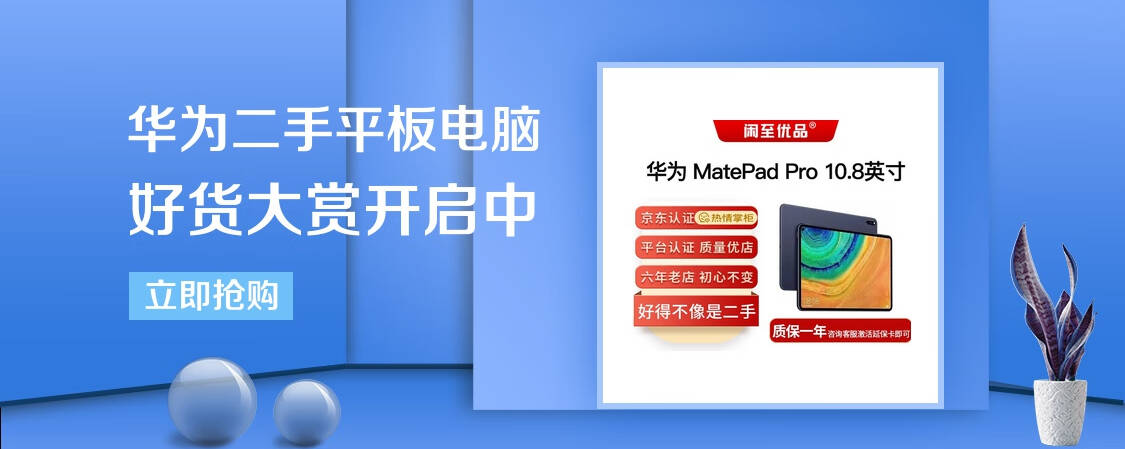 华为二手平板电脑
好货大赏开启中
立即抢购
闲至优品®
华为 MatePad Pro 10.8英寸
京东认证 热情掌柜
平台认证 质量优店
六年老店 初心不变
好得不像是二手
质保一年 咨询客服激活延保卡即可